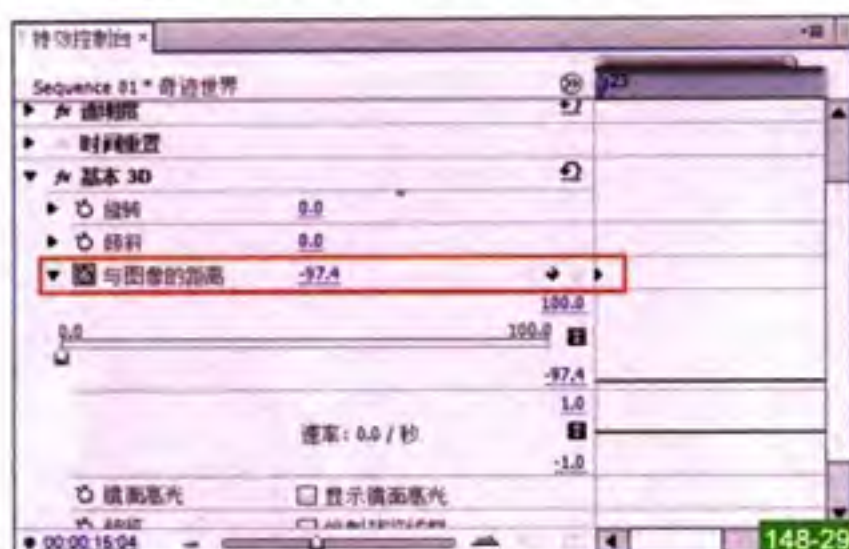 特效控制台 ×
Sequence 01 * 奇迹世界
23
fx 透明度
时间重置
fx 基本 3D
旋转 0.0
倾斜 0.0
与图像的距离 -97.4
100.0
0.0 100.0
-97.4
1.0
速率: 0.0 / 秒
-1.0
镜面高光 显示镜面高光
00:00:15:04
148-29